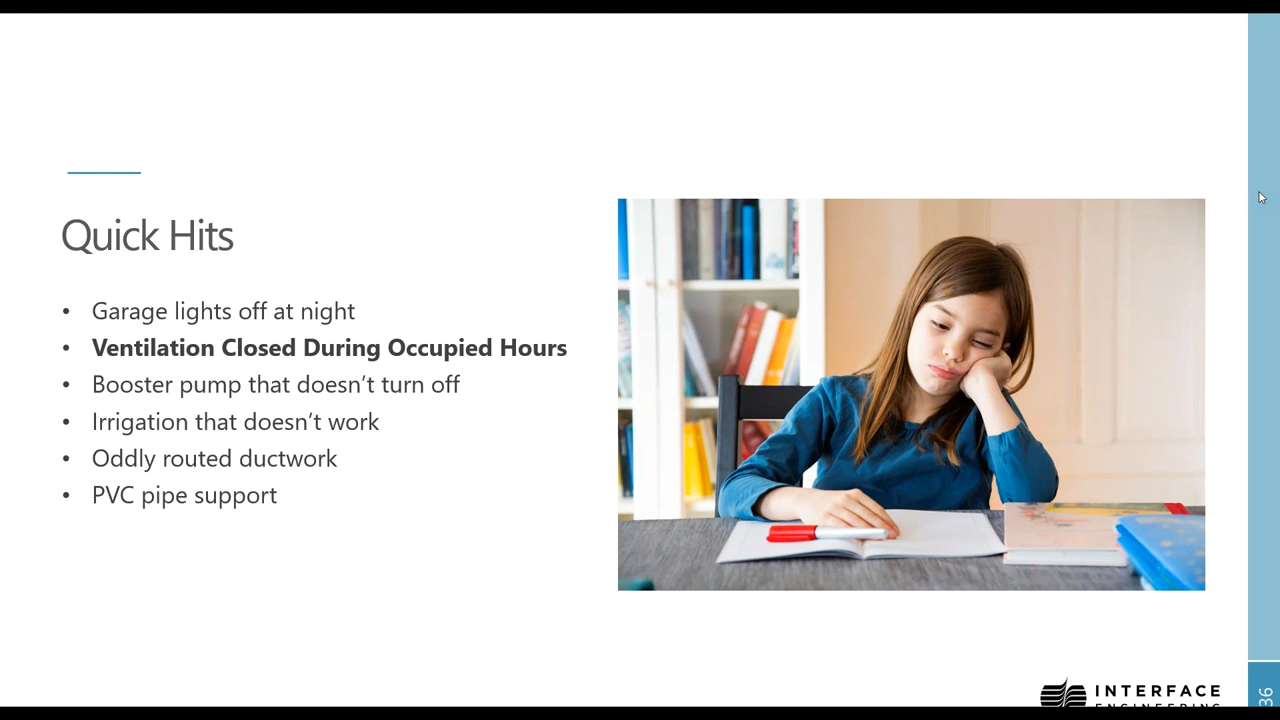 Quick Hits
• Garage lights off at night
• Ventilation Closed During Occupied Hours
• Booster pump that doesn’t turn off
• Irrigation that doesn’t work
• Oddly routed ductwork
• PVC pipe support
INTERFACE
ENGINEERING
36